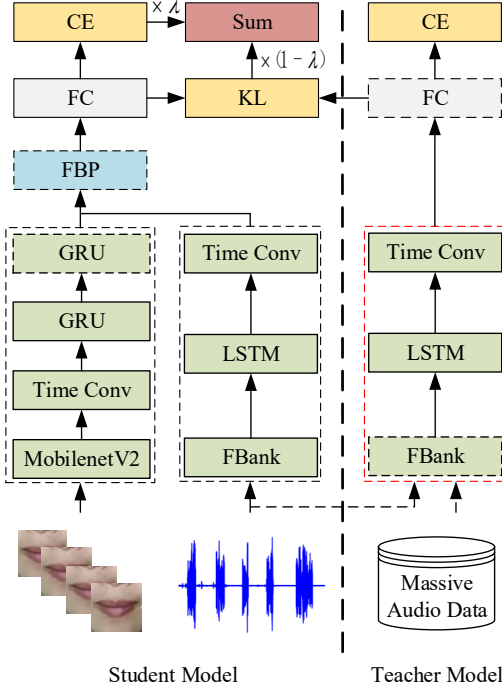 CE
× λ
Sum
CE
× (1 - λ)
FC
KL
FC
FBP
GRU
Time Conv
Time Conv
GRU
LSTM
LSTM
Time Conv
MobilenetV2
FBank
FBank
Massive
Audio Data
Student Model
Teacher Model